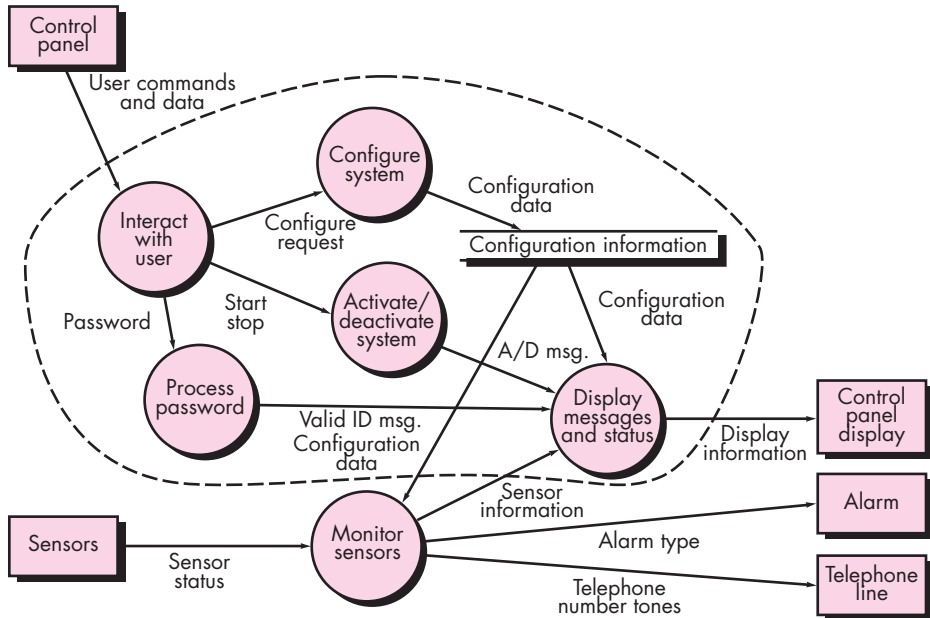 Control
panel
User commands
and data
Configure
system
Configuration
data
Interact
with
user
Configure
request
Configuration information
Configuration
data
Start
stop
Activate/
deactivate
system
Password
A/D msg.
Process
password
Valid ID msg.
Configuration
data
Display
messages
and status
Display
information
Control
panel
display
Sensor
information
Alarm
Sensors
Sensor
status
Monitor
sensors
Alarm type
Telephone
number tones
Telephone
line